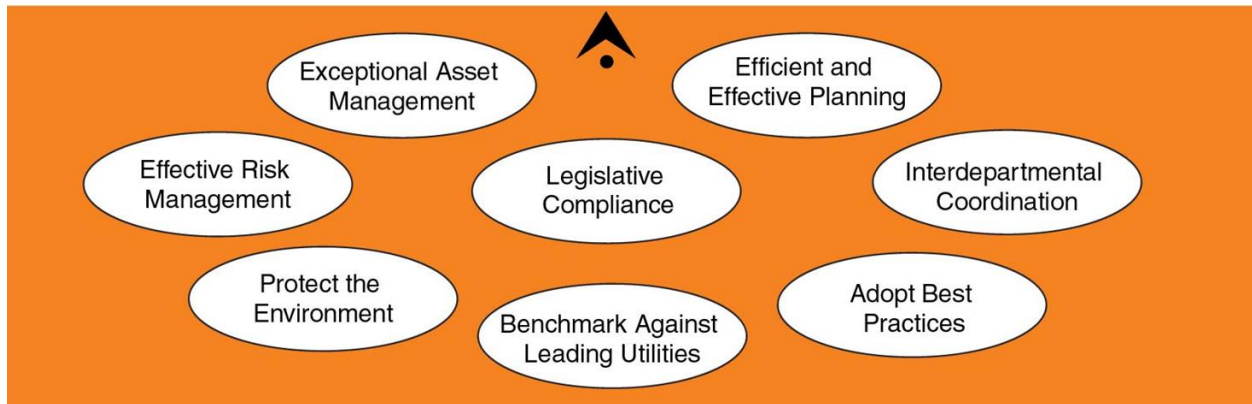 Exceptional Asset
Management
Efficient and
Effective Planning
Effective Risk
Management
Legislative
Compliance
Interdepartmental
Coordination
Protect the
Environment
Benchmark Against
Leading Utilities
Adopt Best
Practices